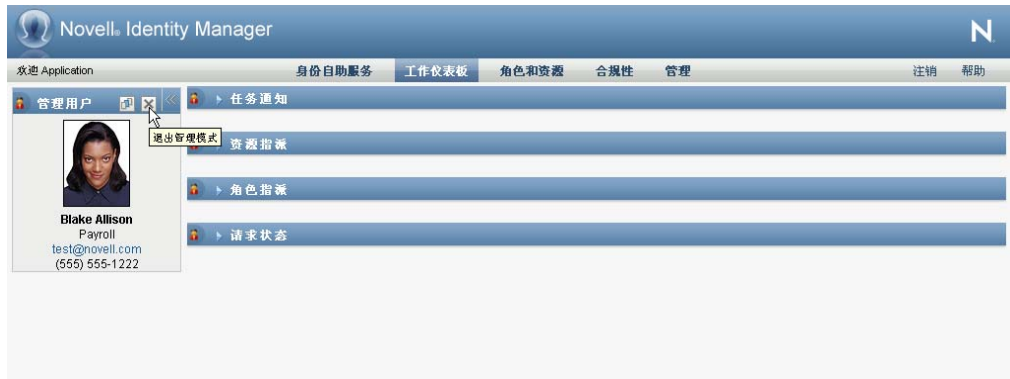 Novell® Identity Manager
N
欢迎 Application
身份自助服务 工作仪表板 角色和资源 合规性 管理
注销 帮助
管理用户
任务通知
退出管理模式
资源指派
角色指派
Blake Allison
Payroll
请求状态
test@novell.com
(555) 555-1222